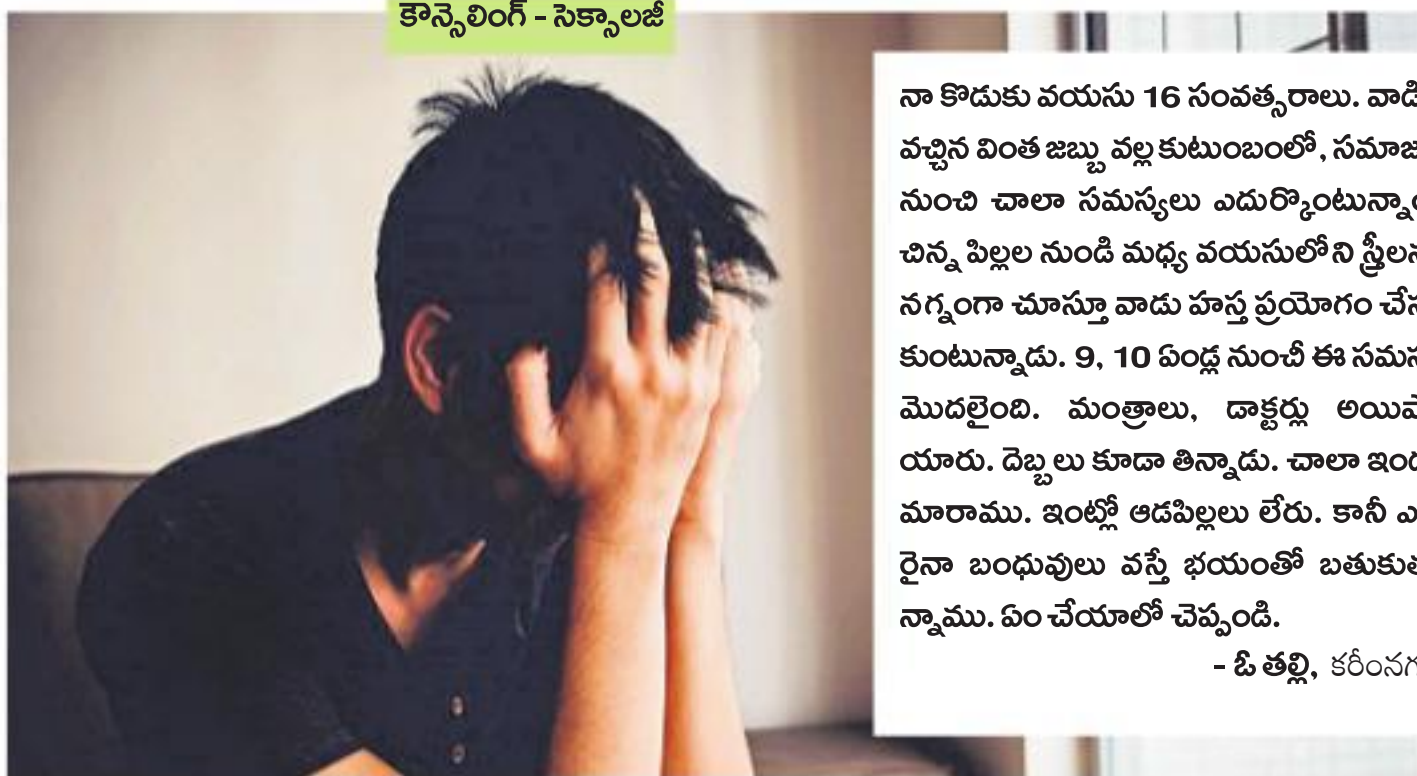 కౌన్సెలింగ్ - సెక్సాలజీ
నా కొడుకు వయసు 16 సంవత్సరాలు.
వచ్చిన వింత జబ్బు వల్ల కుటుంబంలో,
నుంచి చాలా సమస్యలు
చిన్న పిల్లల నుండి మధ్య వయసులోని
నగ్నంగా చూస్తూ వాడు హస్త ప్రయోగం
కుంటున్నాడు. 9, 10 ఏండ్ల నుంచీ ఈ
మొదలైంది. మంత్రాలు, డాక్టర్లు
యారు. దెబ్బలు కూడా తిన్నాడు. చాలా
మారాము. ఇంట్లో ఆడపిల్లలు లేరు. కానీ
రైనా బంధువులు వస్తే భయంతో
న్నాము. ఏం చేయాలో చెప్పండి.
- ఓ తల్లి,